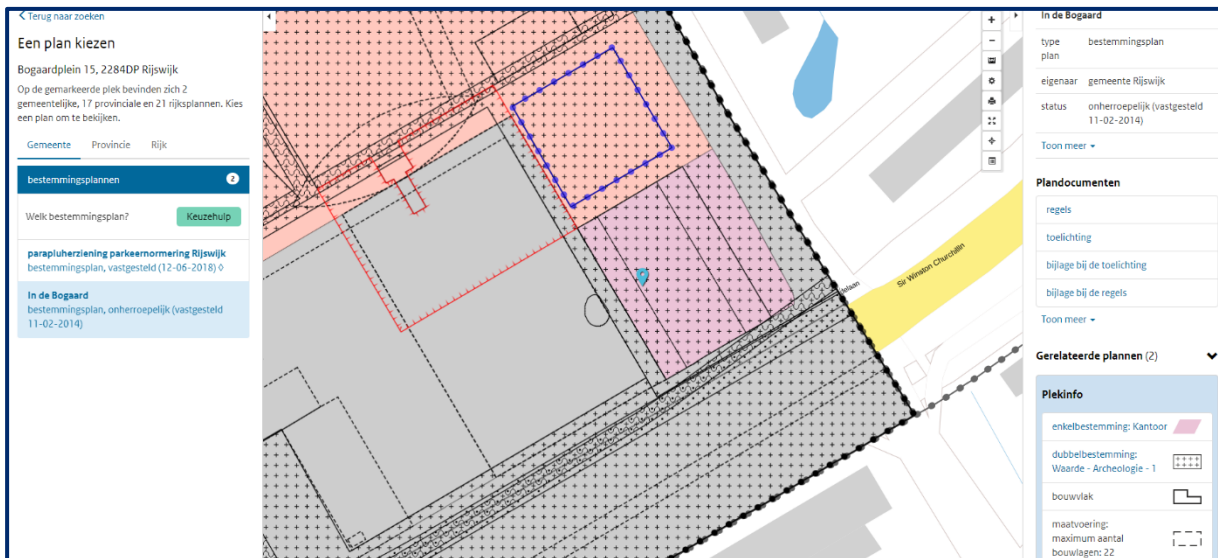 Terug naar zoeken
Een plan kiezen
Bogaardplein 15, 2284DP Rijswijk
Op de gemarkeerde plek bevinden zich 2
gemeentelijke, 17 provinciale en 21 rijksplannen. Kies
een plan om te bekijken.
Gemeente Provincie Rijk
bestemmingsplannen 2
Welk bestemmingsplan? Keuzehulp
parapluherziening parkeernormering Rijswijk
bestemmingsplan, vastgesteld (12-06-2018) ◊
In de Bogaard
bestemmingsplan, onherroepelijk (vastgesteld
11-02-2014)
Sir Winston Churchilln
elaan
In de Bogaard
type
plan
bestemmingsplan
eigenaar gemeente Rijswijk
status onherroepelijk (vastgesteld
11-02-2014)
Toon meer
Plandocumenten
regels
toelichting
bijlage bij de toelichting
bijlage bij de regels
Toon meer
Gerelateerde plannen (2)
Plekinfo
enkelbestemming: Kantoor
dubbelbestemming:
Waarde - Archeologie - 1
bouwvlak
maatvoering:
maximum aantal
bouwlagen: 22